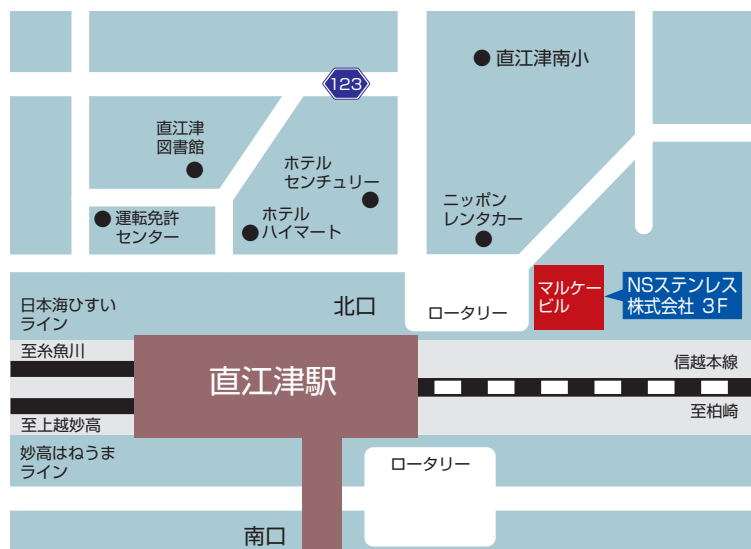 直江津南小
123
直江津
図書館
ホテル
センチュリー
ニッポン
レンタカー
運転免許
センター
ホテル
ハイマート
マルケー
ビル
NSステンレス
株式会社 3F
日本海ひすい
ライン
北口
ロータリー
至糸魚川
信越本線
直江津駅
至上越妙高
至柏崎
妙高はねうま
ライン
ロータリー
南口